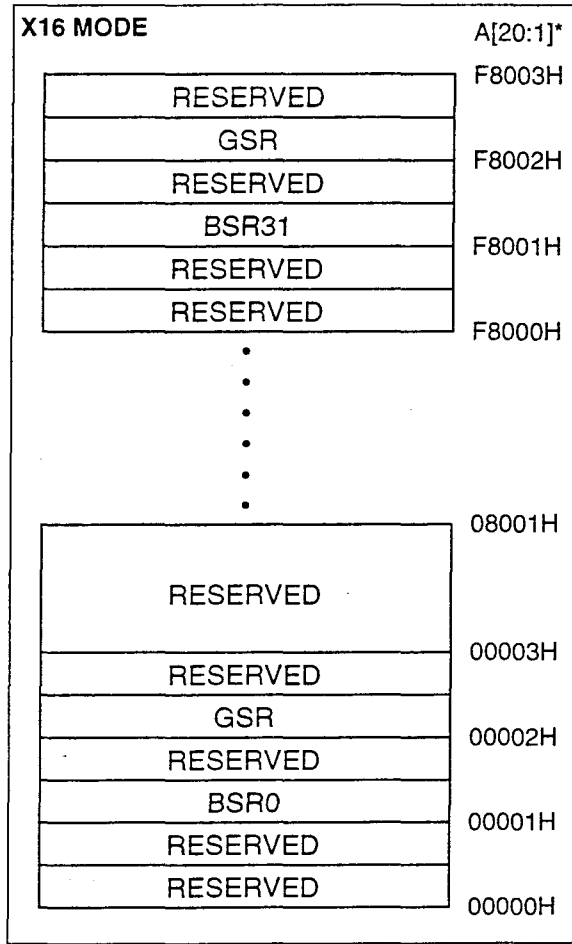 X16 MODE A[20:1]*
F8003H
RESERVED
GSR
F8002H
RESERVED
BSR31
F8001H
RESERVED
RESERVED
F8000H
08001H
RESERVED
00003H
RESERVED
GSR
00002H
RESERVED
BSR0
00001H
RESERVED
RESERVED
00000H